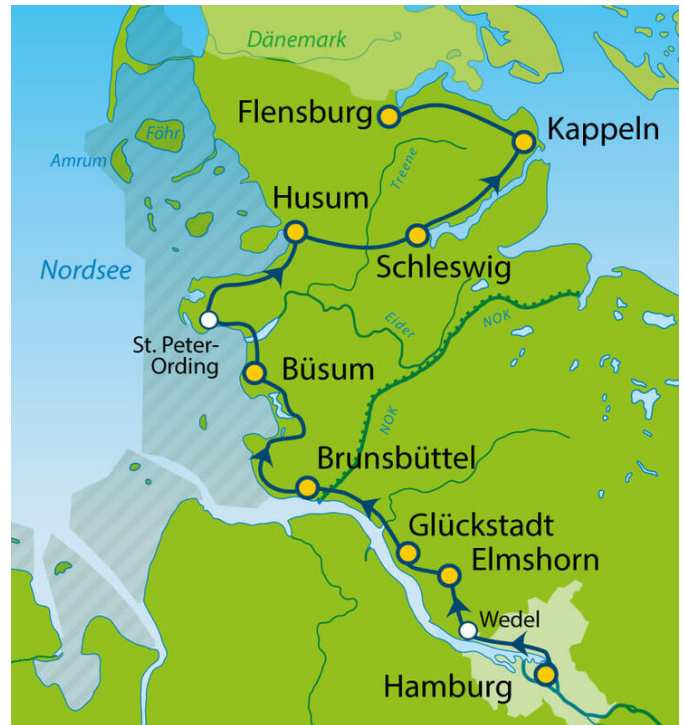 Dänemark
Flensburg
Kappeln
Föhr
Amrum
Treene
Husum
Nordsee
Schleswig
St. Peter-
Ording
Eider
NOK
Büsum
NOK
Brunsbüttel
Glückstadt
Elmshorn
Wedel
Hamburg